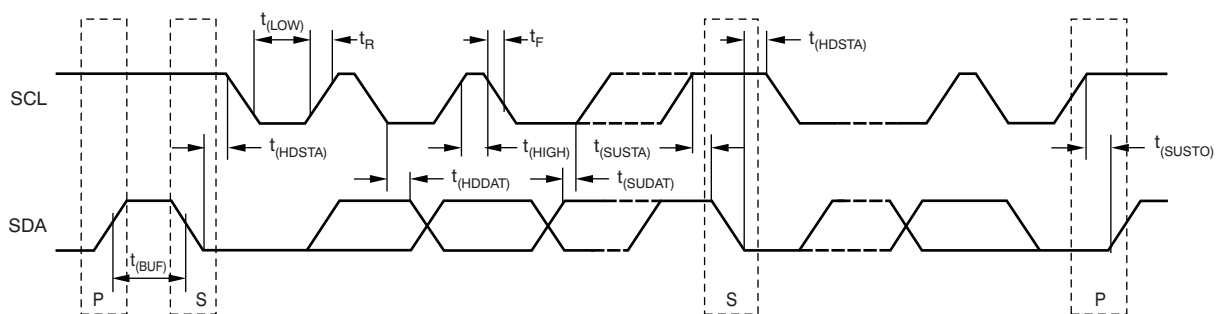 t(LOW)
tR
tF
t(HDSTA)
SCL
t(HDSTA)
t(HIGH)
t(SUSTA)
t(SUSTO)
t(HDDAT)
t(SUDAT)
SDA
t(BUF)
P
S
S
P